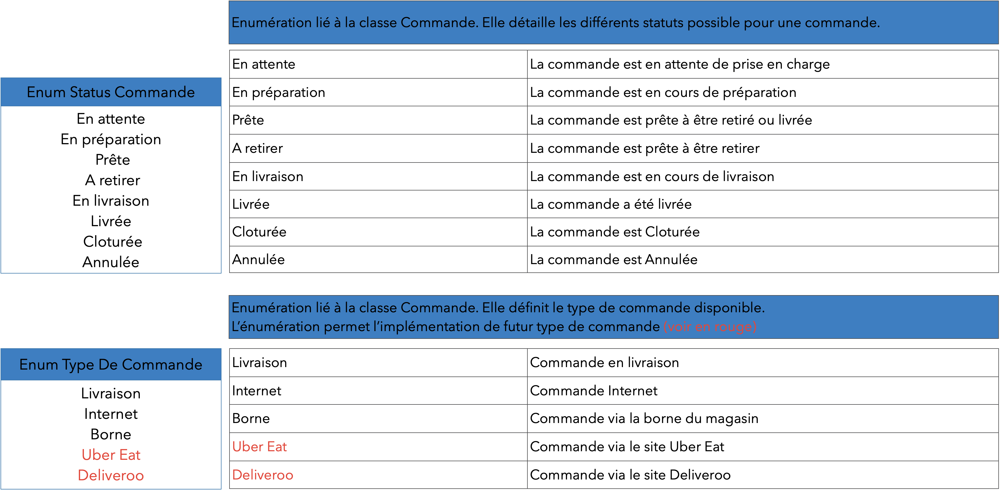 Enumération lié à la classe Commande. Elle détaille les différents statuts possible pour une commande.
Enum Status Commande
En attente
En préparation
Prête
A retirer
En livraison
Livrée
Cloturée
Annulée
En attente La commande est en attente de prise en charge
En préparation La commande est en cours de préparation
Prête La commande est prête à être retiré ou livrée
A retirer La commande est prête à être retirer
En livraison La commande est en cours de livraison
Livrée La commande a été livrée
Cloturée La commande est Cloturée
Annulée La commande est Annulée
Enumération lié à la classe Commande. Elle définit le type de commande disponible.
L’énumération permet l’implémentation de futur type de commande (voir en rouge)
Enum Type De Commande
Livraison
Internet
Borne
Uber Eat
Deliveroo
Livraison Commande en livraison
Internet Commande Internet
Borne Commande via la borne du magasin
Uber Eat Commande via le site Uber Eat
Deliveroo Commande via le site Deliveroo